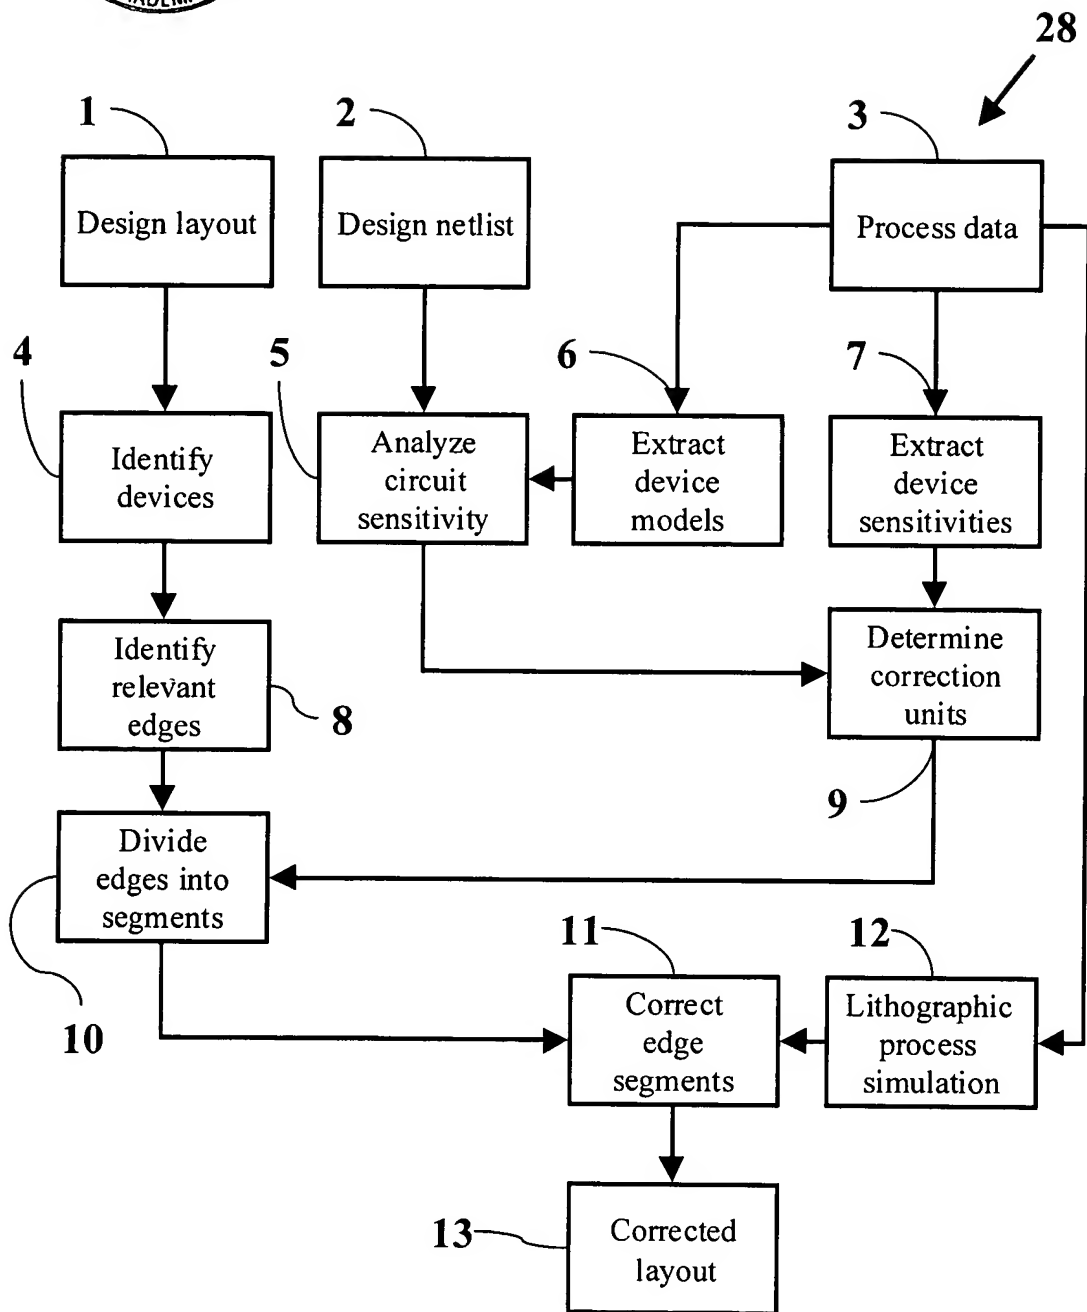 28
1
2
3
Design layout
Design netlist
Process data
4
5
6
7
Identify
devices
Analyze
circuit
sensitivity
Extract
device
models
Extract
device
sensitivities
Identify
relevant
edges
8
Determine
correction
units
9
Divide
edges into
segments
10
11
12
Correct
edge
segments
Lithographic
process
simulation
13
Corrected
layout